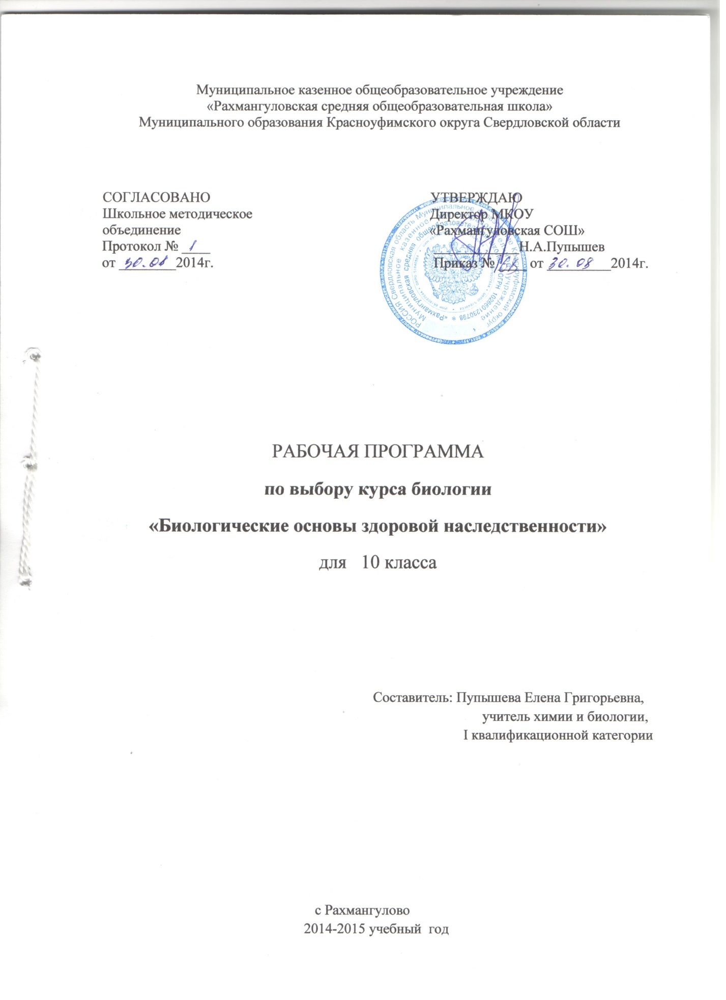 Муниципальное казенное общеобразовательное учреждение
«Рахмангуловская средняя общеобразовательная школа»
Муниципального образования Красноуфимского округа Свердловской области
СОГЛАСОВАНО
Школьное методическое
объединение
Протокол № 1
от 30.08 2014г.
УТВЕРЖДАЮ
Директор МКОУ
«Рахмангуловская СОШ»
Н.А.Пупышев
Приказ № от 30.08 2014г.
РОССИЯ Свердловская область Муниципальное образование Красноуфимский округ
Муниципальное казенное общеобразовательное учреждение
«Рахмангуловская средняя общеобразовательная школа» ОГРН 1026601230798
РАБОЧАЯ ПРОГРАММА
по выбору курса биологии
«Биологические основы здоровой наследственности»
для 10 класса
Составитель: Пупышева Елена Григорьевна,
учитель химии и биологии,
I квалификационной категории
с Рахмангулово
2014-2015 учебный год